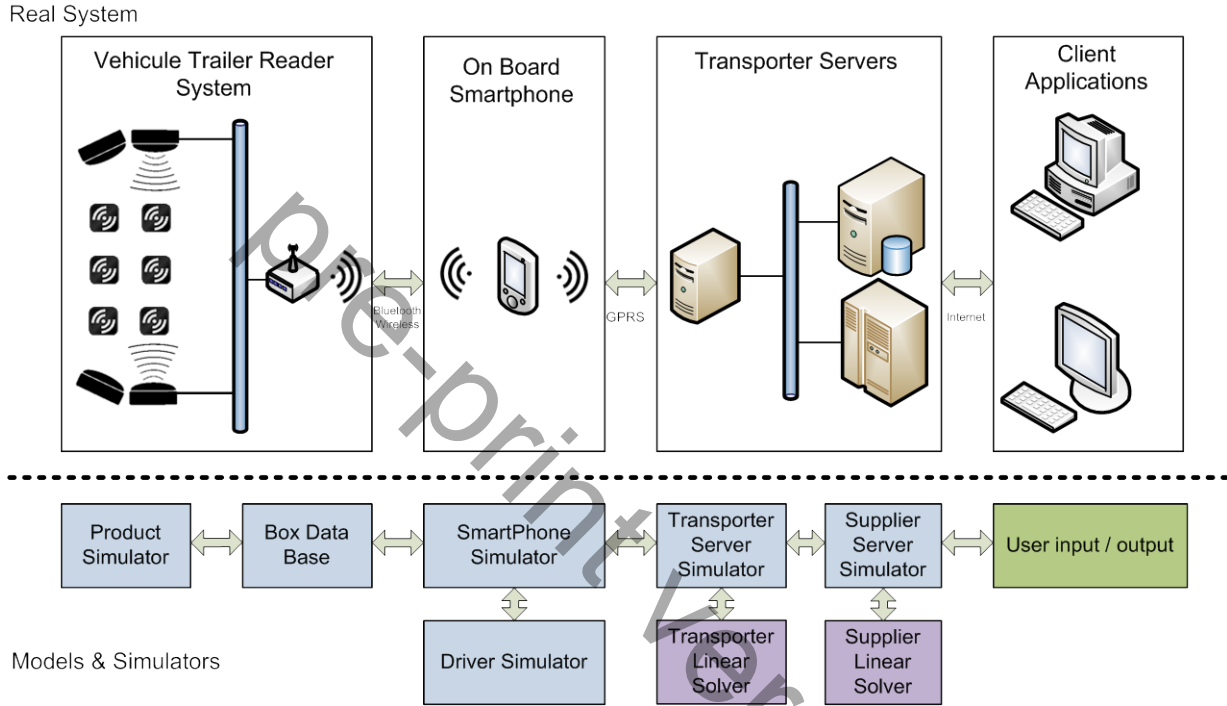 Real System
Vehicule Trailer Reader
System
On Board
Smartphone
Transporter Servers
Client
Applications
Bluetooth
Wireless
GPRS
Internet
Product
Simulator
Box Data
Base
SmartPhone
Simulator
Transporter
Server
Simulator
Supplier
Server
Simulator
User input / output
Models & Simulators
Driver Simulator
Transporter
Linear
Solver
Supplier
Linear
Solver
pre-print ver